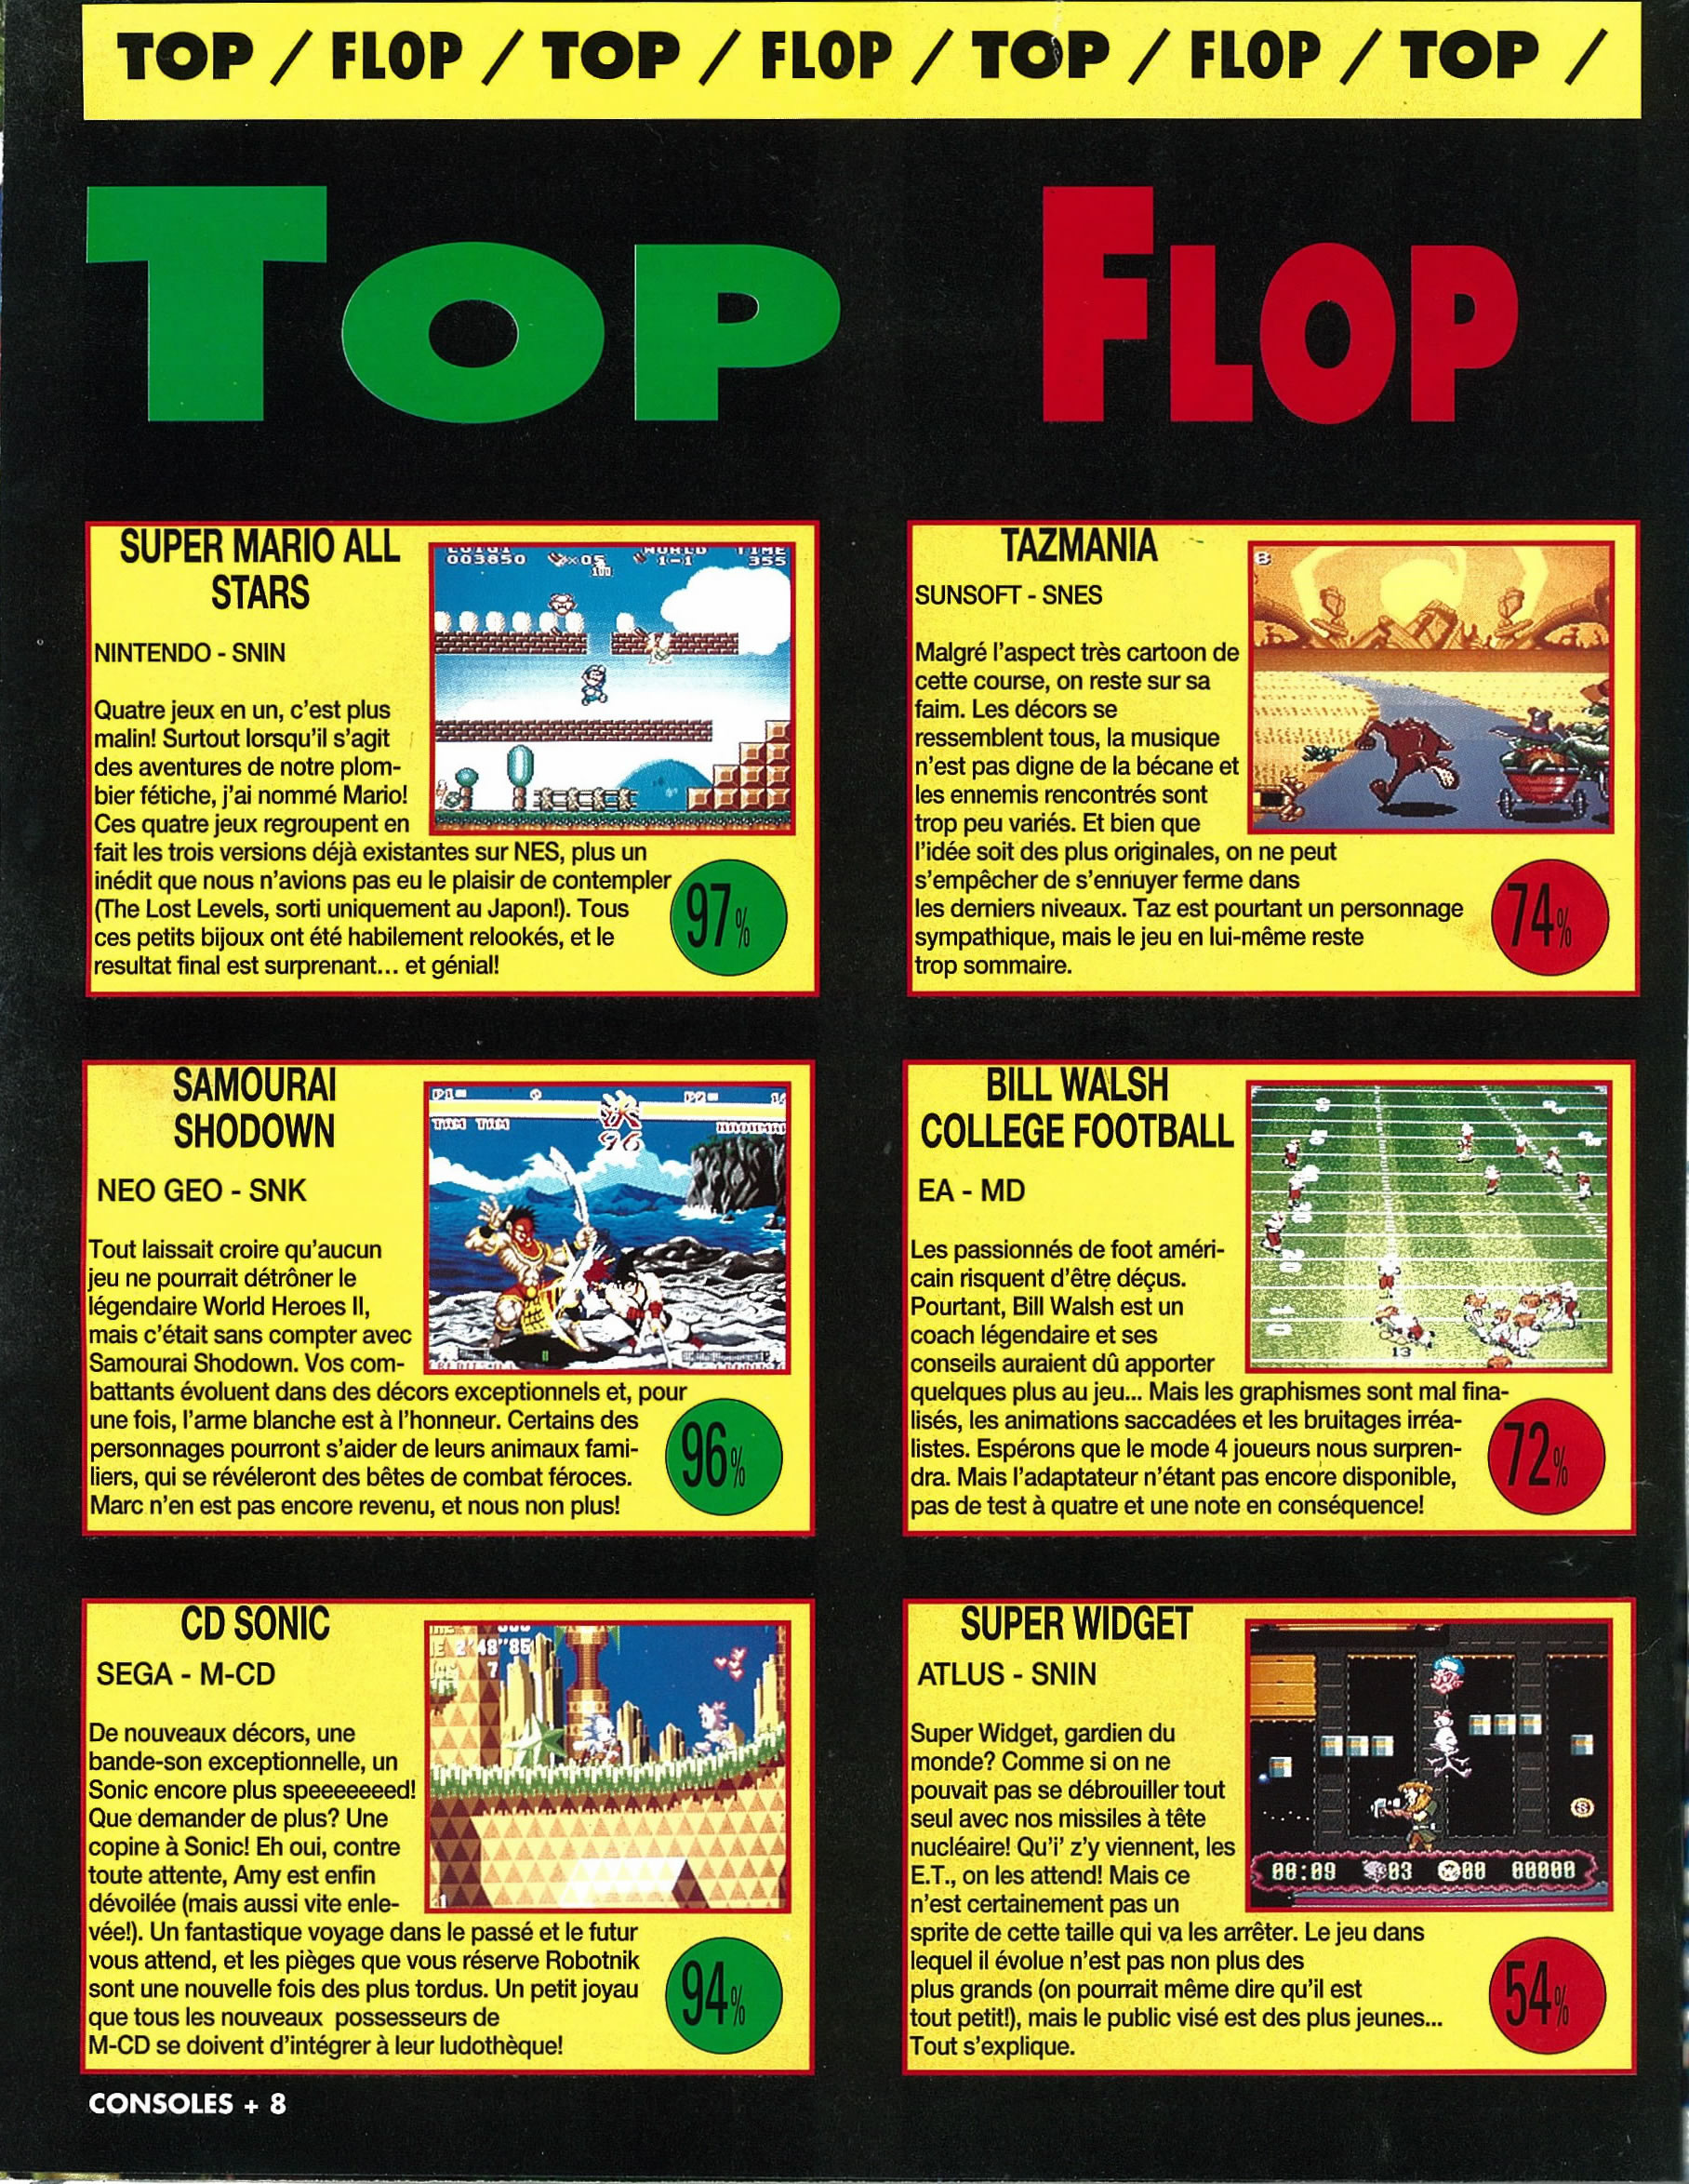 TOP / FLOP / TOP / FLOP / TOP / FLOP / TOP /
TOP
FLOP
SUPER MARIO ALL
STARS
NINTENDO - SNIN
Quatre jeux en un, c'est plus
malin! Surtout lorsqu'il s'agit
des aventures de notre plom-
bier fétiche, j'ai nommé Mario!
Ces quatre jeux regroupent en
fait les trois versions déjà existantes sur NES, plus un
inédit que nous n'avions pas eu le plaisir de contempler
(The Lost Levels, sorti uniquement au Japon!). Tous
ces petits bijoux ont été habilement relookés, et le
resultat final est surprenant... et génial!
LUIGI WORLD TIME
003850 ×05 1-1 355
100
97%
TAZMANIA
SUNSOFT - SNES
Malgré l'aspect très cartoon de
cette course, on reste sur sa
faim. Les décors se
ressemblent tous, la musique
n'est pas digne de la bécane et
les ennemis rencontrés sont
trop peu variés. Et bien que
l'idée soit des plus originales, on ne peut
s'empêcher de s'ennuyer ferme dans
les derniers niveaux. Taz est pourtant un personnage
sympathique, mais le jeu en lui-même reste
trop sommaire.
8
74%
SAMOURAI
SHODOWN
NEO GEO - SNK
Tout laissait croire qu'aucun
jeu ne pourrait détrôner le
légendaire World Heroes II,
mais c'était sans compter avec
Samourai Shodown. Vos com-
battants évoluent dans des décors exceptionnels et, pour
une fois, l'arme blanche est à l'honneur. Certains des
personnages pourront s'aider de leurs animaux fami-
liers, qui se révéleront des bêtes de combat féroces.
Marc n'en est pas encore revenu, et nous non plus!
TAM TAM
96
96%
BILL WALSH
COLLEGE FOOTBALL
EA - MD
Les passionnés de foot améri-
cain risquent d'être déçus.
Pourtant, Bill Walsh est un
coach légendaire et ses
conseils auraient dû apporter
quelques plus au jeu... Mais les graphismes sont mal fina-
lisés, les animations saccadées et les bruitages irréa-
listes. Espérons que le mode 4 joueurs nous surpren-
dra. Mais l'adaptateur n'étant pas encore disponible,
pas de test à quatre et une note en conséquence!
13
72%
CD SONIC
SEGA - M-CD
De nouveaux décors, une
bande-son exceptionnelle, un
Sonic encore plus speeeeeeed!
Que demander de plus? Une
copine à Sonic! Eh oui, contre
toute attente, Amy est enfin
dévoilée (mais aussi vite enle-
vée!). Un fantastique voyage dans le passé et le futur
vous attend, et les pièges que vous réserve Robotnik
sont une nouvelle fois des plus tordus. Un petit joyau
que tous les nouveaux possesseurs de
M-CD se doivent d'intégrer à leur ludothèque!
2'48"85
7
94%
SUPER WIDGET
ATLUS - SNIN
Super Widget, gardien du
monde? Comme si on ne
pouvait pas se débrouiller tout
seul avec nos missiles à tête
nucléaire! Qu'i' z'y viennent, les
E.T., on les attend! Mais ce
n'est certainement pas un
sprite de cette taille qui va les arrêter. Le jeu dans
lequel il évolue n'est pas non plus des
plus grands (on pourrait même dire qu'il est
tout petit!), mais le public visé est des plus jeunes...
Tout s'explique.
00:09 03 00 00000
54%
CONSOLES + 8